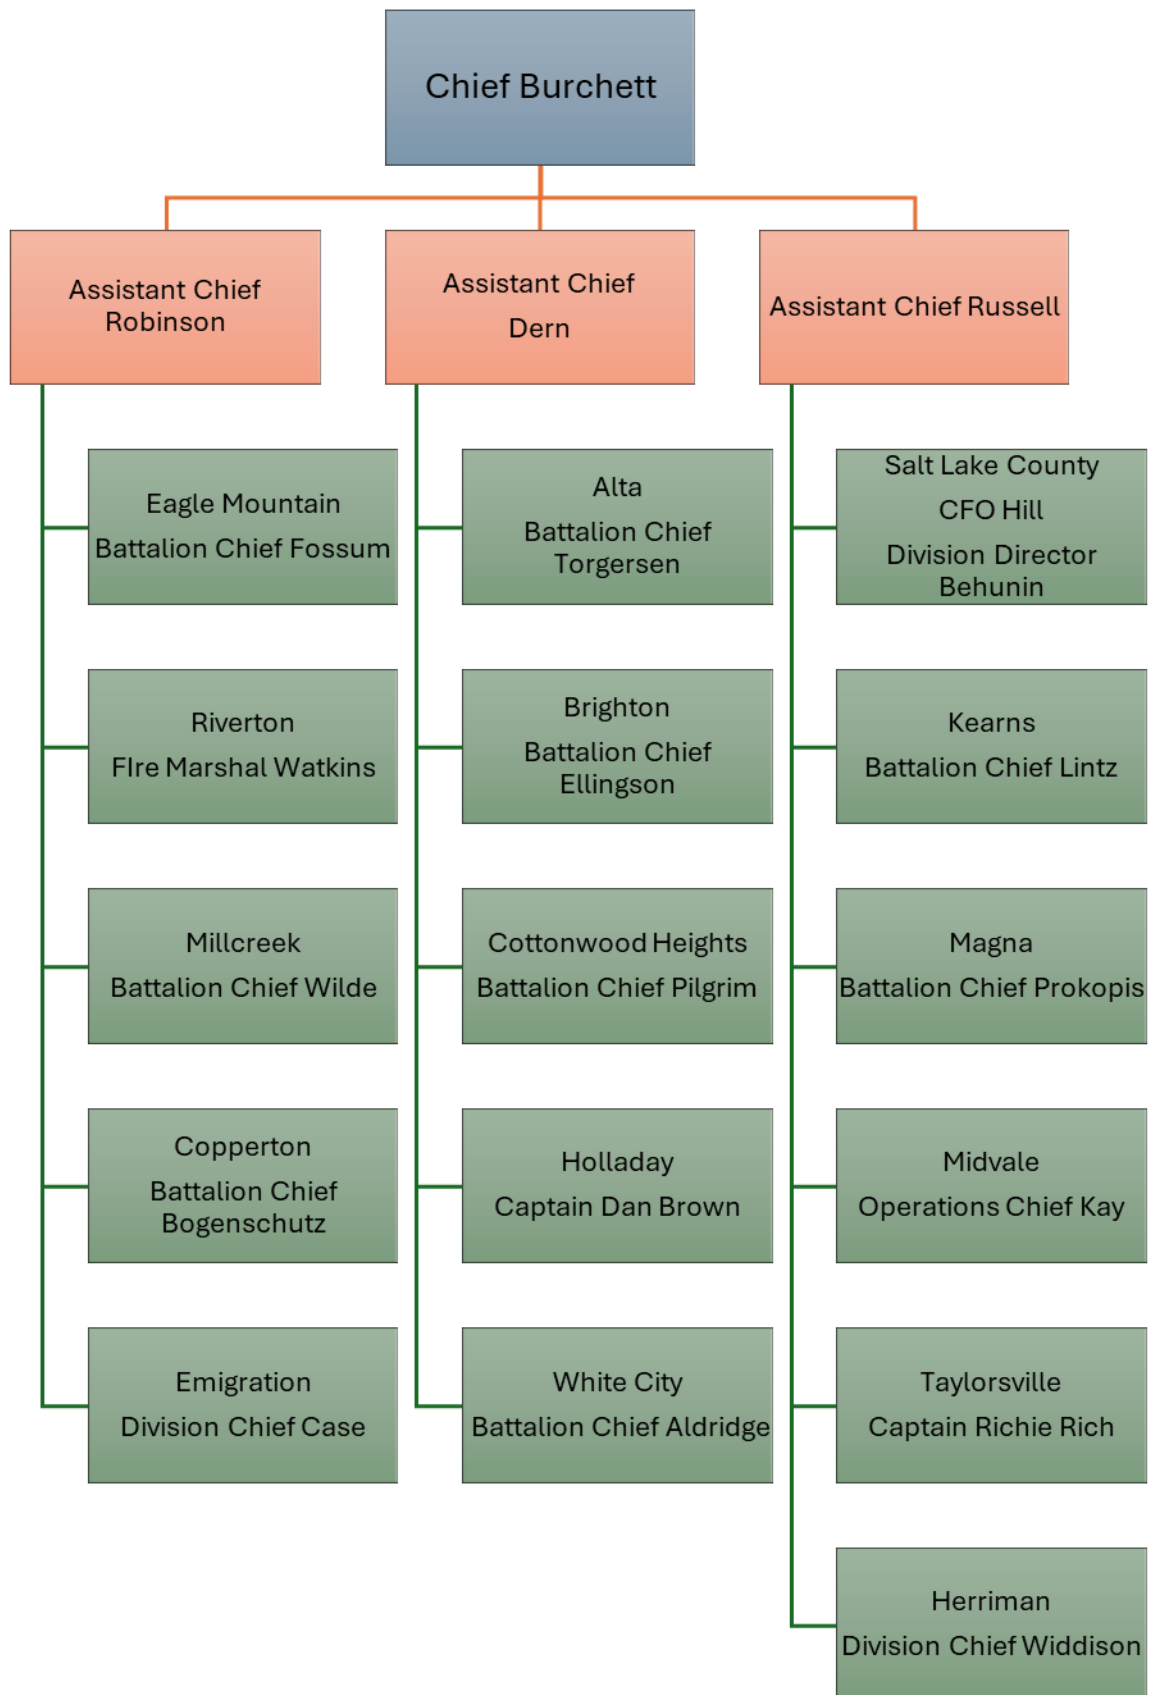 Chief Burchett
Assistant Chief
Robinson
Assistant Chief
Dern
Assistant Chief Russell
Eagle Mountain
Battalion Chief Fossum
Riverton
FIre Marshal Watkins
Millcreek
Battalion Chief Wilde
Copperton
Battalion Chief
Bogenschutz
Emigration
Division Chief Case
Alta
Battalion Chief
Torgersen
Brighton
Battalion Chief
Ellingson
Cottonwood Heights
Battalion Chief Pilgrim
Holladay
Captain Dan Brown
White City
Battalion Chief Aldridge
Salt Lake County
CFO Hill
Division Director
Behunin
Kearns
Battalion Chief Lintz
Magna
Battalion Chief Prokopis
Midvale
Operations Chief Kay
Taylorsville
Captain Richie Rich
Herriman
Division Chief Widdison